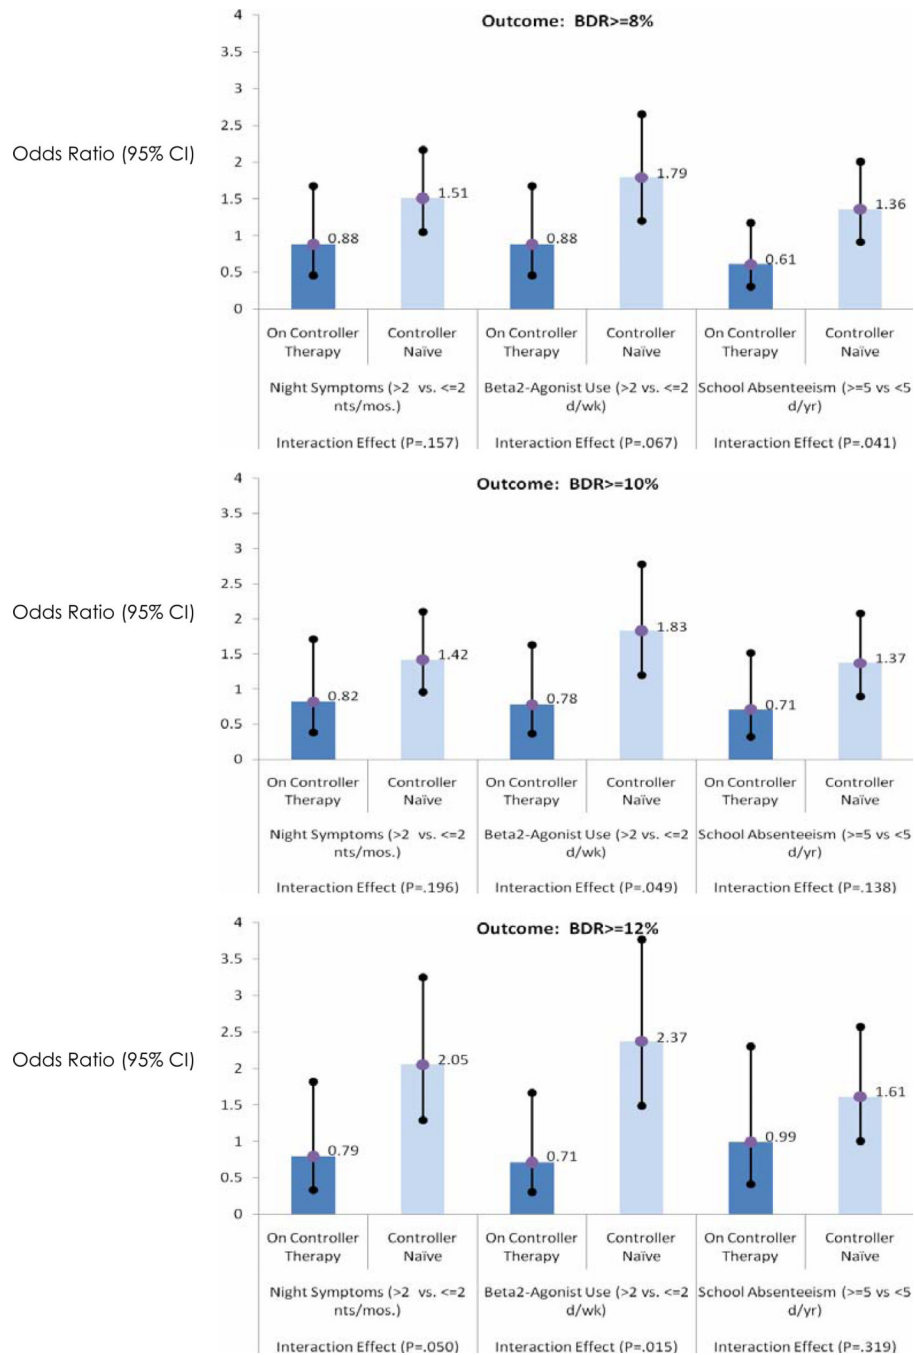 Outcome: BDR>=8%
4
3.5
3
2.5
Odds Ratio (95% CI)
2
1.5
1
0.5
0
0.88
1.51
0.88
1.79
0.61
1.36
On Controller Therapy
Controller Naïve
On Controller Therapy
Controller Naïve
On Controller Therapy
Controller Naïve
Night Symptoms (>2 vs. <=2 nts/mos.)
Beta2-Agonist Use (>2 vs. <=2 d/wk)
School Absenteeism (>=5 vs <5 d/yr)
Interaction Effect (P=.157)
Interaction Effect (P=.067)
Interaction Effect (P=.041)
Outcome: BDR>=10%
4
3.5
3
2.5
Odds Ratio (95% CI)
2
1.5
1
0.5
0
0.82
1.42
0.78
1.83
0.71
1.37
On Controller Therapy
Controller Naïve
On Controller Therapy
Controller Naïve
On Controller Therapy
Controller Naïve
Night Symptoms (>2 vs. <=2 nts/mos.)
Beta2-Agonist Use (>2 vs. <=2 d/wk)
School Absenteeism (>=5 vs <5 d/yr)
Interaction Effect (P=.196)
Interaction Effect (P=.049)
Interaction Effect (P=.138)
Outcome: BDR>=12%
4
3.5
3
2.5
Odds Ratio (95% CI)
2
1.5
1
0.5
0
0.79
2.05
0.71
2.37
0.99
1.61
On Controller Therapy
Controller Naïve
On Controller Therapy
Controller Naïve
On Controller Therapy
Controller Naïve
Night Symptoms (>2 vs. <=2 nts/mos.)
Beta2-Agonist Use (>2 vs. <=2 d/wk)
School Absenteeism (>=5 vs <5 d/yr)
Interaction Effect (P=.050)
Interaction Effect (P=.015)
Interaction Effect (P=.319)